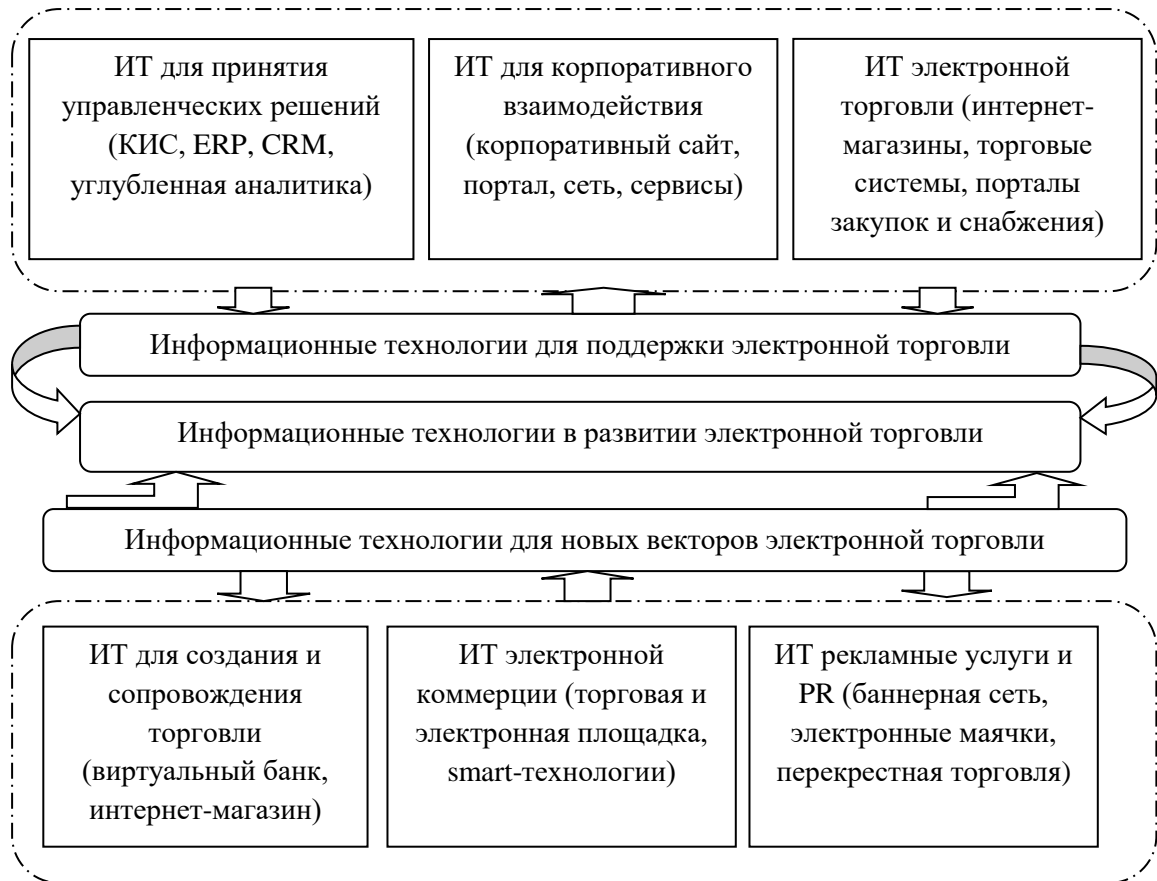 ИТ для принятия
управленческих решений
(КИС, ERP, CRM,
углубленная аналитика)
ИТ для корпоративного
взаимодействия
(корпоративный сайт,
портал, сеть, сервисы)
ИТ электронной
торговли (интернет-
магазины, торговые
системы, порталы
закупок и снабжения)
Информационные технологии для поддержки электронной торговли
Информационные технологии в развитии электронной торговли
Информационные технологии для новых векторов электронной торговли
ИТ для создания и
сопровождения
торговли
(виртуальный банк,
интернет-магазин)
ИТ электронной
коммерции (торговая и
электронная площадка,
smart-технологии)
ИТ рекламные услуги и
PR (баннерная сеть,
электронные маячки,
перекрестная торговля)